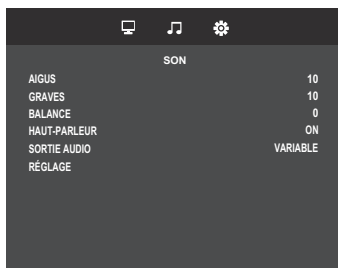 SON
AIGUS 10
GRAVES 10
BALANCE 0
HAUT-PARLEUR ON
SORTIE AUDIO VARIABLE
RÉGLAGE